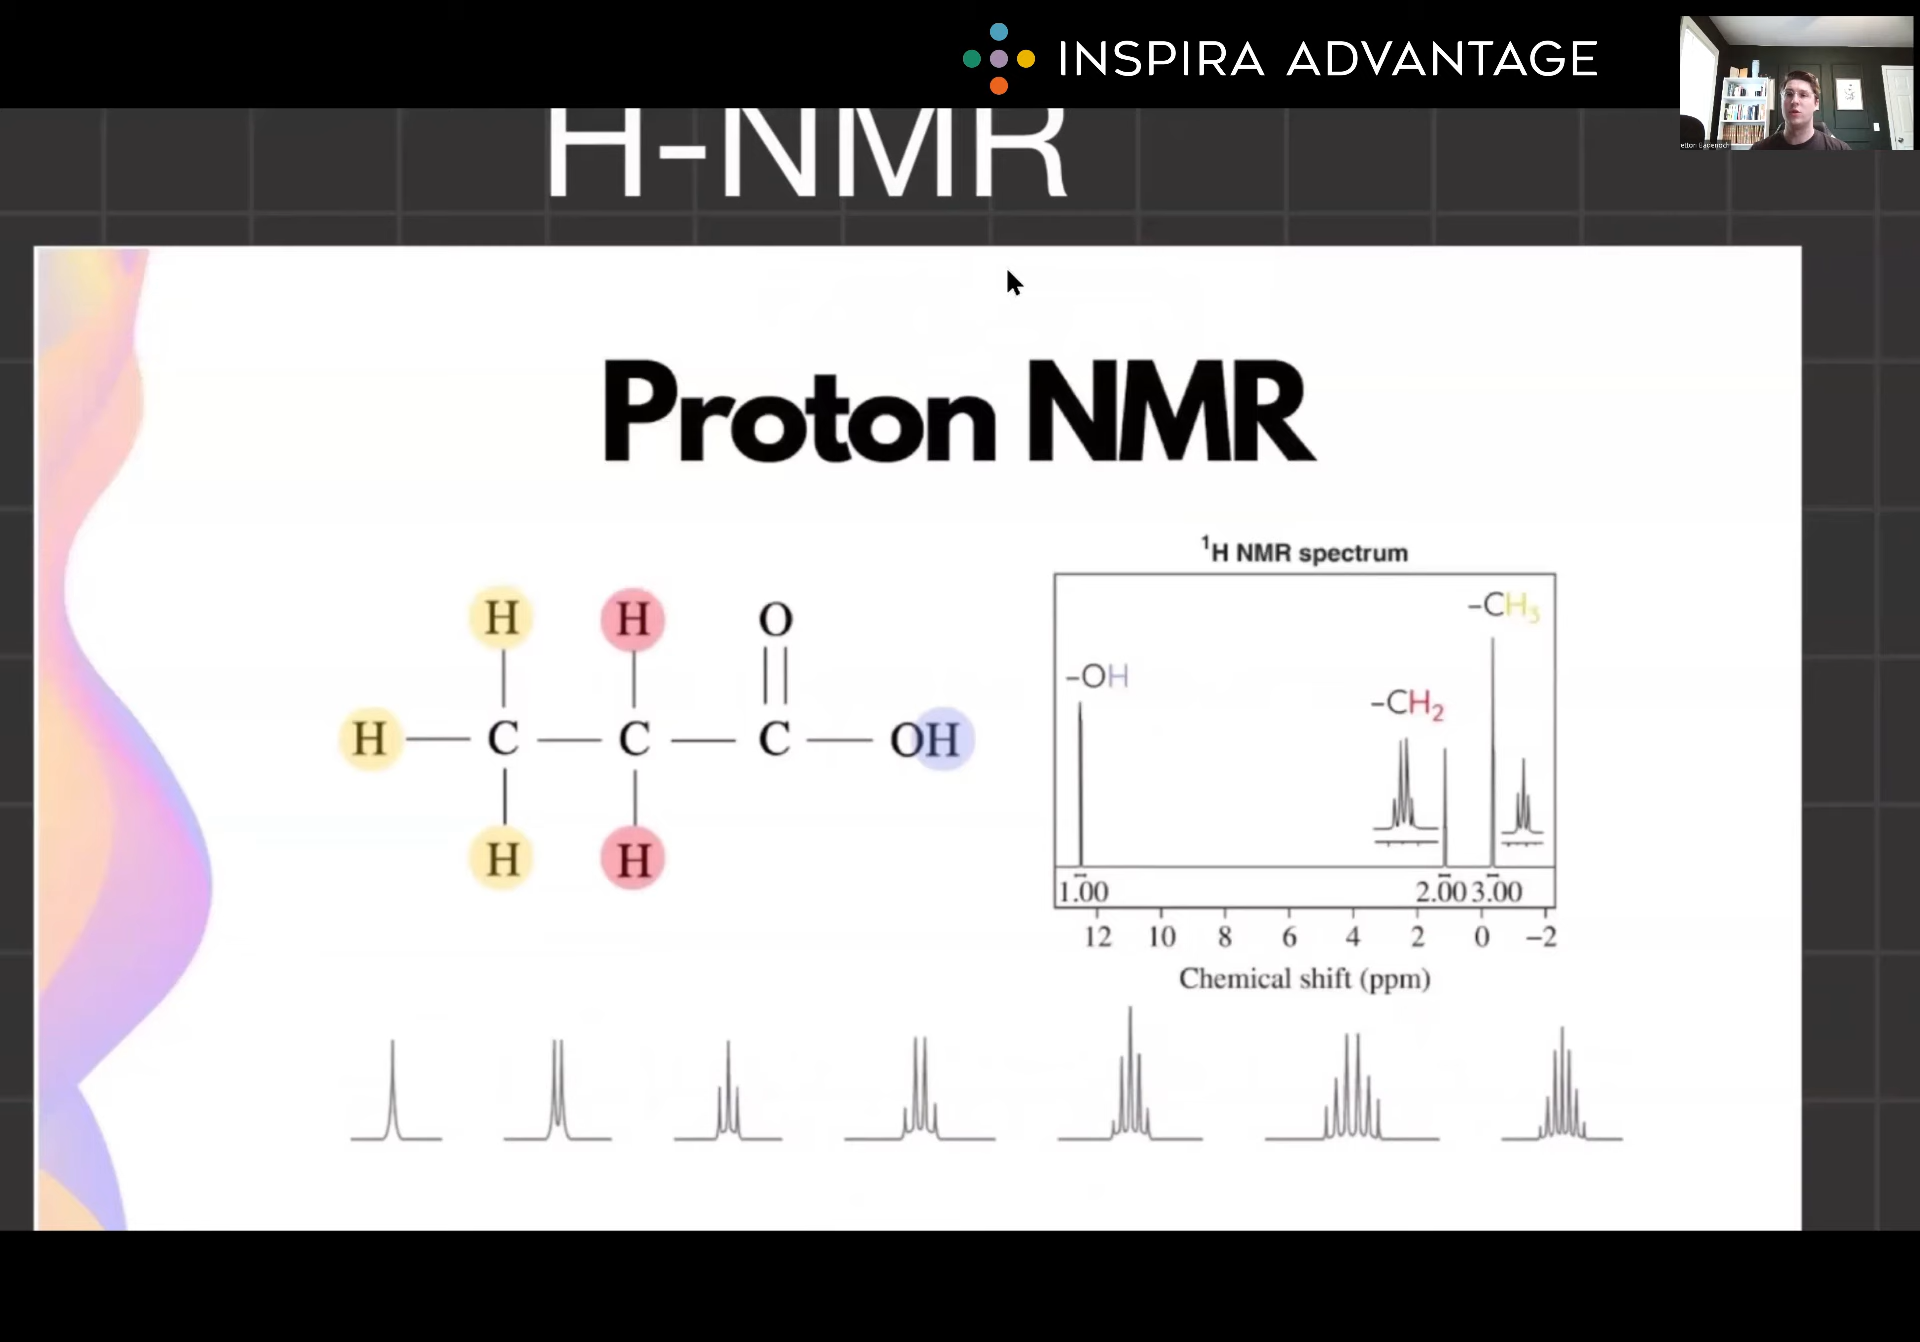 INSPIRA ADVANTAGE
H-NMR
Proton NMR
¹H NMR spectrum
H H O
H C C C OH
H H
-CH₃
-OH
-CH₂
1.00 2.00 3.00
12 10 8 6 4 2 0 −2
Chemical shift (ppm)